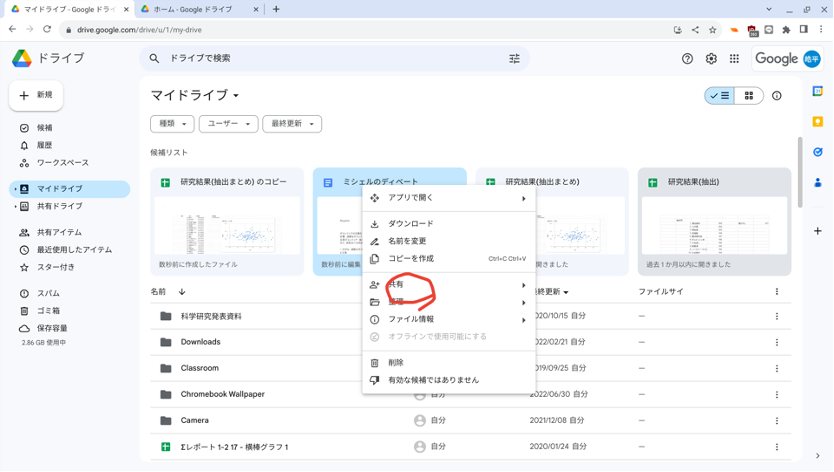 マイドライブ - Google ドライ
ホーム - Google ドライブ
drive.google.com/drive/u/1/my-drive
ドライブ
ドライブで検索
Google
皓平
新規
マイドライブ
種類
ユーザー
最終更新
候補
履歴
ワークスペース
マイドライブ
共有ドライブ
共有アイテム
最近使用したアイテム
スター付き
スパム
ゴミ箱
保存容量
2.86 GB 使用中
候補リスト
研究結果(抽出まとめ) のコピー
数秒前に作成したファイル
ミシェルのディベート
数秒前に編集
研究結果(抽出まとめ)
開きました
研究結果(抽出)
過去 1 か月以内に開きました
アプリで開く
ダウンロード
名前を変更
コピーを作成 Ctrl+C Ctrl+V
共有
整理
ファイル情報
オフラインで使用可能にする
削除
有効な候補ではありません
名前
最終更新
ファイルサイ
科学研究発表資料
2020/10/15 自分 —
Downloads
2022/02/21 自分 —
Classroom
2019/09/25 自分 —
Chromebook Wallpaper 自分 2022/06/30 自分 —
Camera 自分 2021/12/08 自分 —
Σレポート 1-2 17 - 横棒グラフ 1 自分 2020/01/24 自分 —